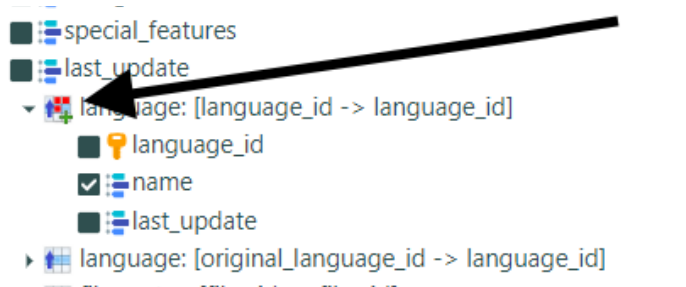 special_features
last_update
language: [language_id -> language_id]
language_id
name
last_update
language: [original_language_id -> language_id]